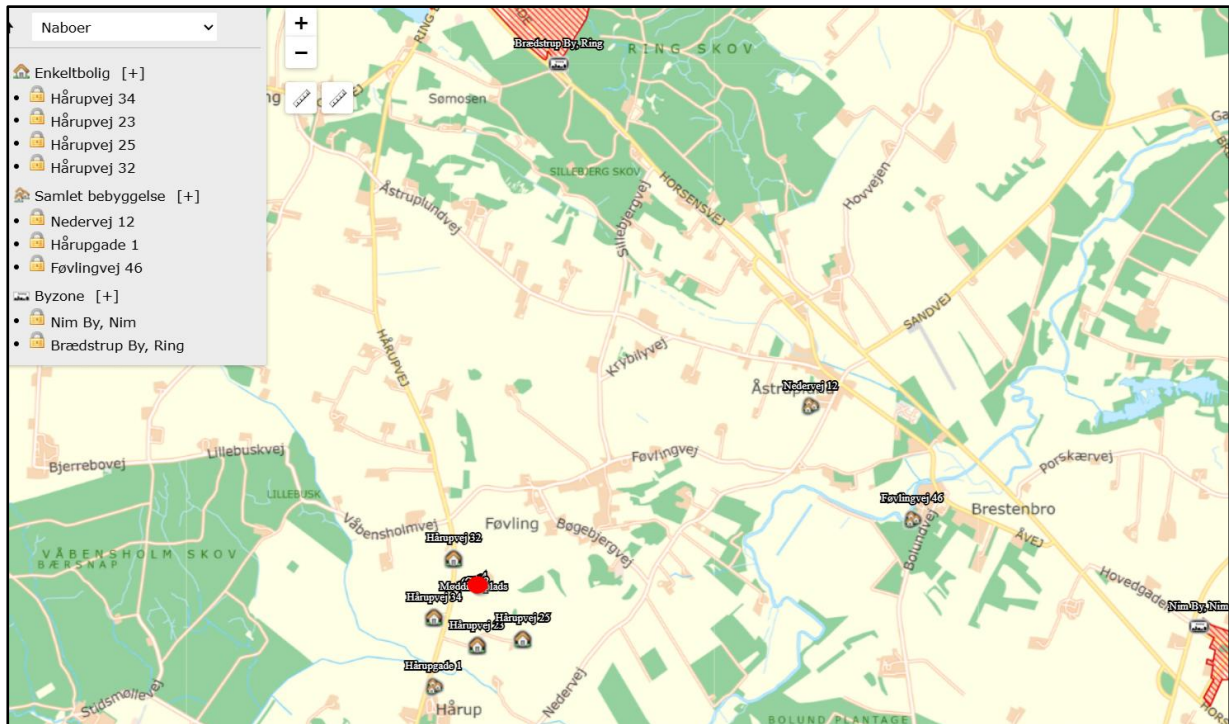 Naboer
Enkeltbolig [+]
Hårupvej 34
Hårupvej 23
Hårupvej 25
Hårupvej 32
Samlet bebyggelse [+]
Nedervej 12
Hårupgade 1
Føvlingvej 46
Byzone [+]
Nim By, Nim
Brædstrup By, Ring
+
−
Brædstrup By, Ring
RING SKOV
Sømosen
SILLEBJERG SKOV
Åstruplundvej
Sillebjergvej
HORSENSVEJ
Hovvejen
SANDVEJ
HÅRUPVEJ
Krybilyvej
Nedervej 12
Bjerrebovej
Lillebuskvej
Føvlingvej
Porskærvej
LILLEBUSK
Føvlingvej 46
Brestenbro
Våbensholmvej
Føvling
Bøgebjergvej
Bolundvej
ÅVEJ
VÅBENSHOLM SKOV
BÆRSNAP
Hårupvej 32
Hovedgade
Hårupvej 34
Nim By, Nim
Hårupvej 23
Hårupvej 25
Hårupgade 1
Nedervej
Stidsmøllevej
Hårup
BOLUND PLANTAGE